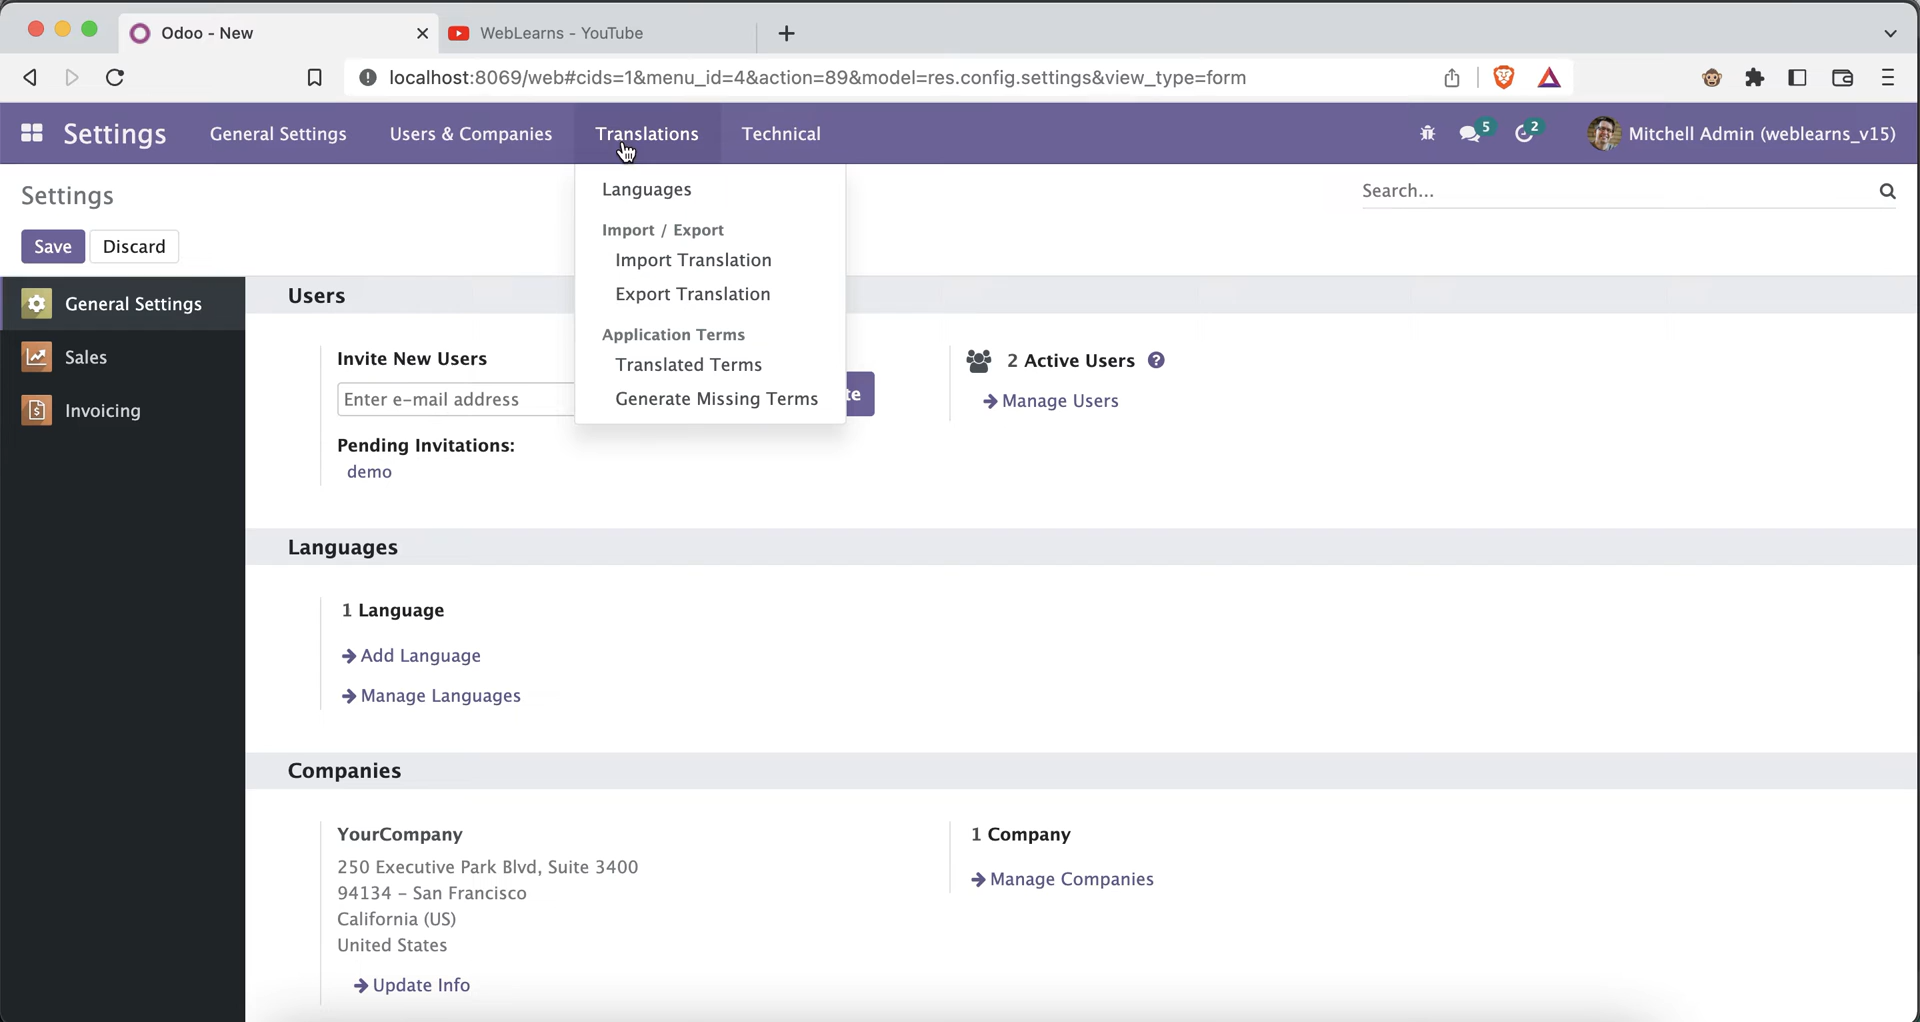 Odoo - New
WebLearns - YouTube
localhost:8069/web#cids=1&menu_id=4&action=89&model=res.config.settings&view_type=form
Settings
General Settings
Users & Companies
Translations
Technical
5
2
Mitchell Admin (weblearns_v15)
Settings
Search...
Save
Discard
Languages
Import / Export
Import Translation
Export Translation
Application Terms
Translated Terms
Generate Missing Terms
General Settings
Sales
Invoicing
Users
Invite New Users
Enter e-mail address
te
Pending Invitations:
demo
2 Active Users
Manage Users
Languages
1 Language
Add Language
Manage Languages
Companies
YourCompany
250 Executive Park Blvd, Suite 3400
94134 - San Francisco
California (US)
United States
Update Info
1 Company
Manage Companies